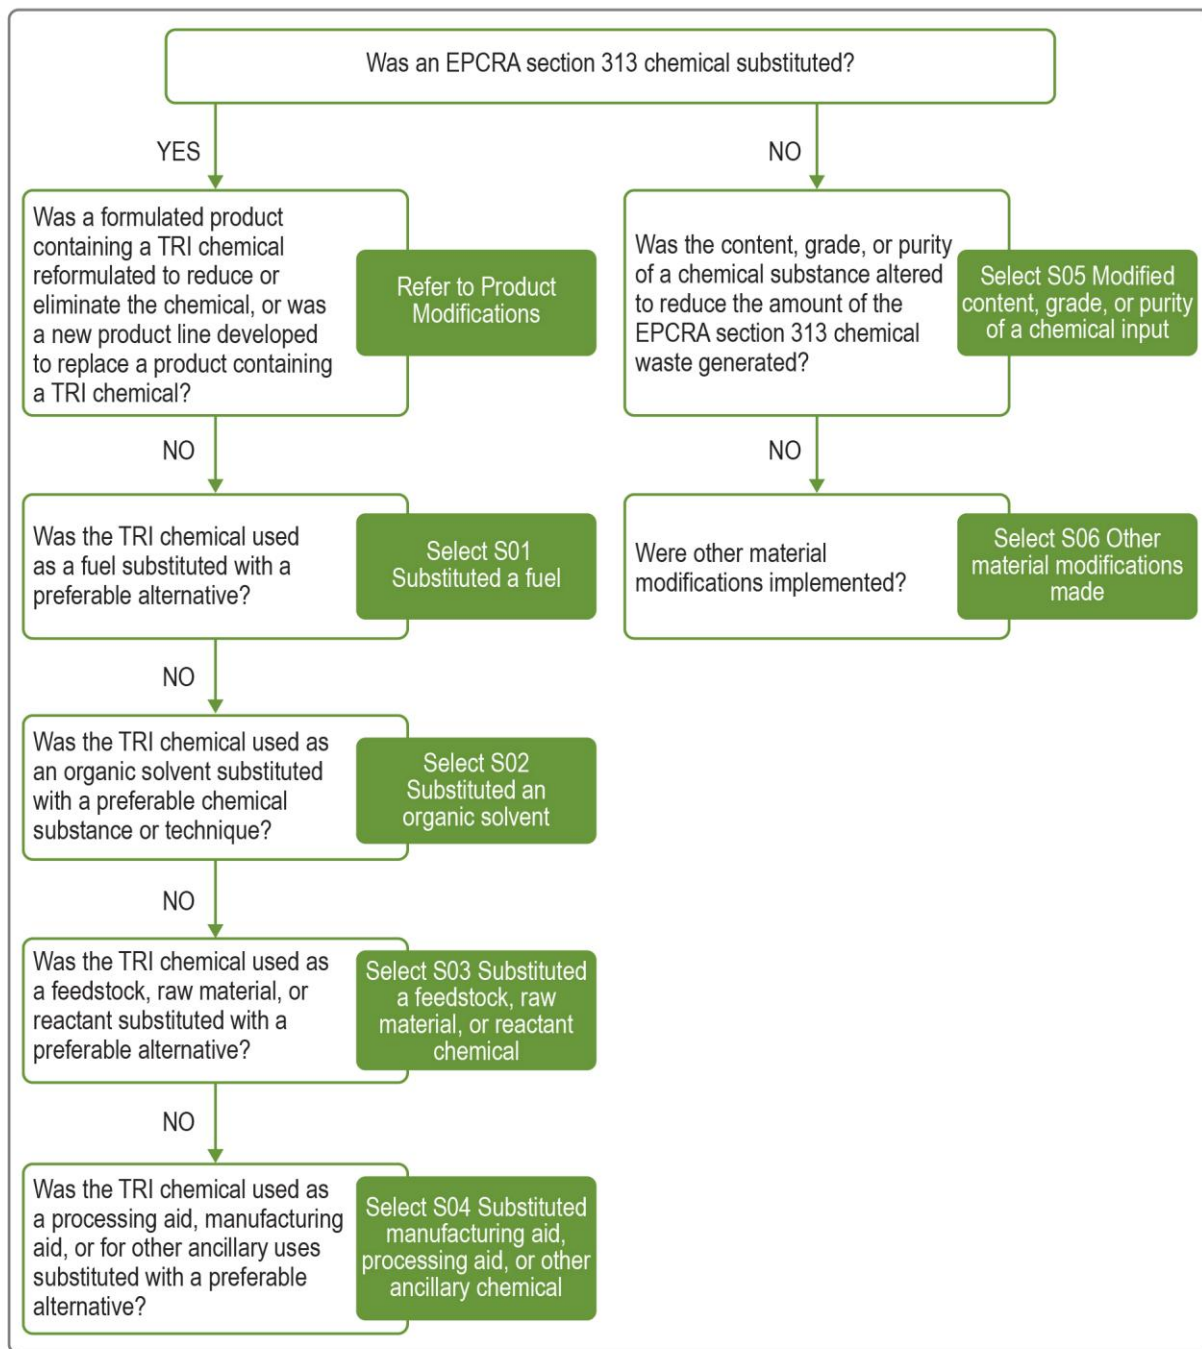 Was an EPCRA section 313 chemical substituted?
YES
NO
Was a formulated product
containing a TRI chemical
reformulated to reduce or
eliminate the chemical, or was
a new product line developed
to replace a product containing
a TRI chemical?
Refer to Product
Modifications
Was the content, grade, or purity
of a chemical substance altered
to reduce the amount of the
EPCRA section 313 chemical
waste generated?
Select S05 Modified
content, grade, or purity
of a chemical input
NO
NO
Was the TRI chemical used
as a fuel substituted with a
preferable alternative?
Select S01
Substituted a fuel
Were other material
modifications implemented?
Select S06 Other
material modifications
made
NO
Was the TRI chemical used as
an organic solvent substituted
with a preferable chemical
substance or technique?
Select S02
Substituted an
organic solvent
NO
Was the TRI chemical used as
a feedstock, raw material, or
reactant substituted with a
preferable alternative?
Select S03 Substituted
a feedstock, raw
material, or reactant
chemical
NO
Was the TRI chemical used as
a processing aid, manufacturing
aid, or for other ancillary uses
substituted with a preferable
alternative?
Select S04 Substituted
manufacturing aid,
processing aid, or other
ancillary chemical